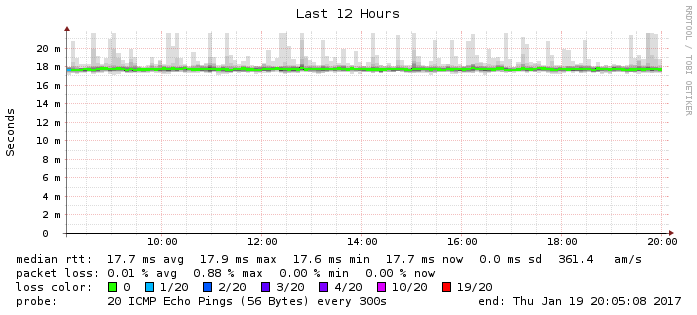 Last 12 Hours
RRDTOOL / TOBI OETIKER
Seconds
20 m
18 m
16 m
14 m
12 m
10 m
8 m
6 m
4 m
2 m
0
10:00 12:00 14:00 16:00 18:00 20:00
median rtt: 17.7 ms avg 17.9 ms max 17.6 ms min 17.7 ms now 0.0 ms sd 361.4 am/s
packet loss: 0.01 % avg 0.88 % max 0.00 % min 0.00 % now
loss color: 0 1/20 2/20 3/20 4/20 10/20 19/20
probe: 20 ICMP Echo Pings (56 Bytes) every 300s end: Thu Jan 19 20:05:08 2017